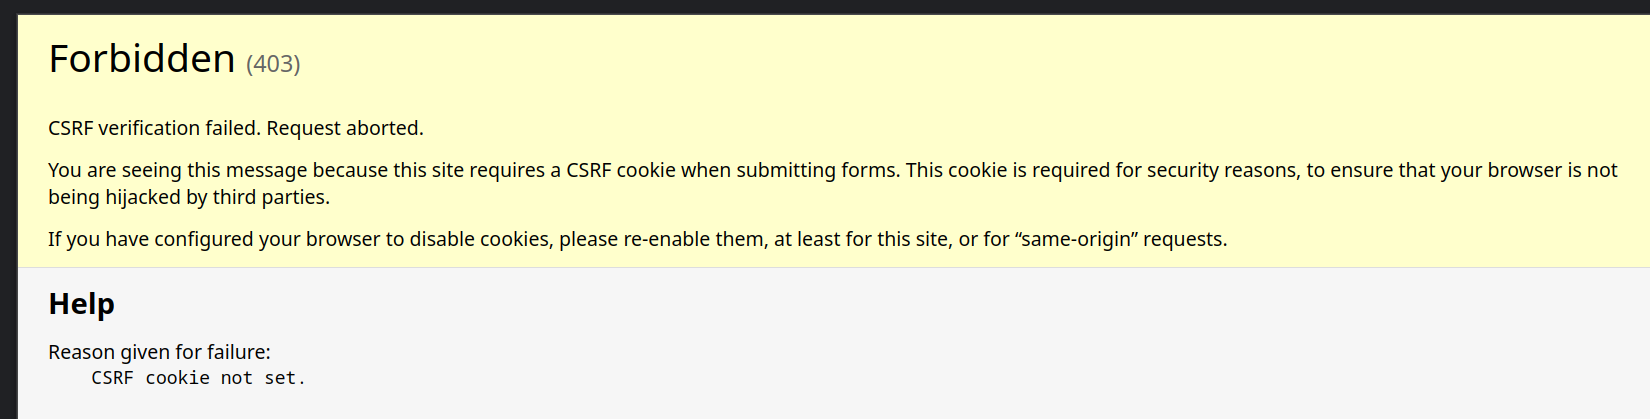 Forbidden (403)
CSRF verification failed. Request aborted.
You are seeing this message because this site requires a CSRF cookie when submitting forms. This cookie is required for security reasons, to ensure that your browser is not
being hijacked by third parties.
If you have configured your browser to disable cookies, please re-enable them, at least for this site, or for “same-origin” requests.
Help
Reason given for failure:
CSRF cookie not set.